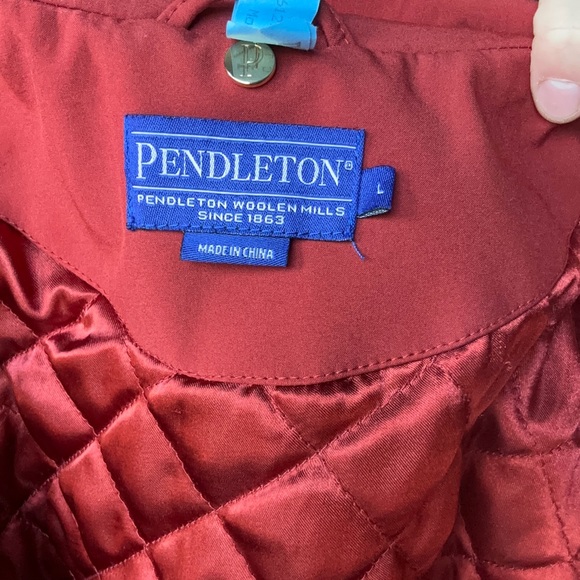 PENDLETON®
PENDLETON WOOLEN MILLS
SINCE 1863
L
MADE IN CHINA